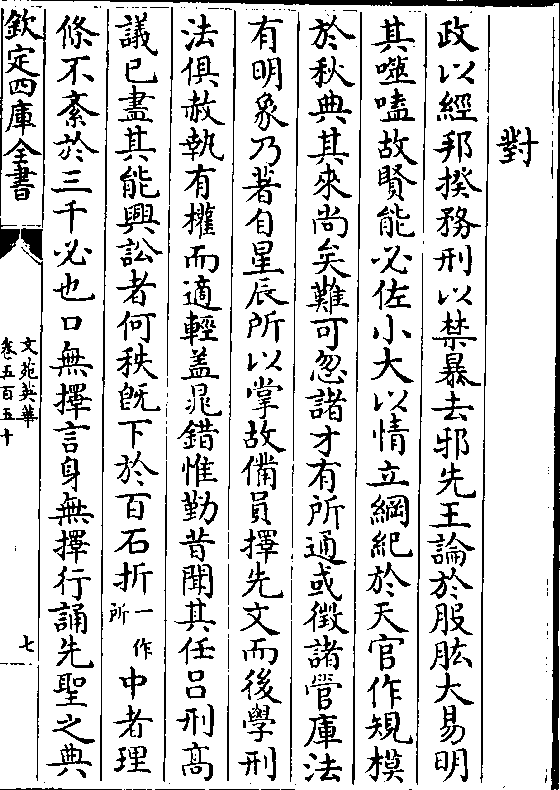 對
政以經邦揆務刑以禁暴去邪先王論於服肱大易明
其噬嗑故賢能必佐小大以情立綱紀於天官作規模
於秋典其來尚矣難可忽諸才有所通或徵諸管庫法
有明象乃著自星辰所以掌故備員擇先文而後學刑
法俱赦執有權而適輕盖晁錯惟勤昔聞其任吕刑髙
議已盡其能興訟者何秩旣下於百石折一作所中者理
條不紊於三千必也口無擇言身無擇行誦先聖之典
欽定四庫全書
文苑英華
卷五百五十
七